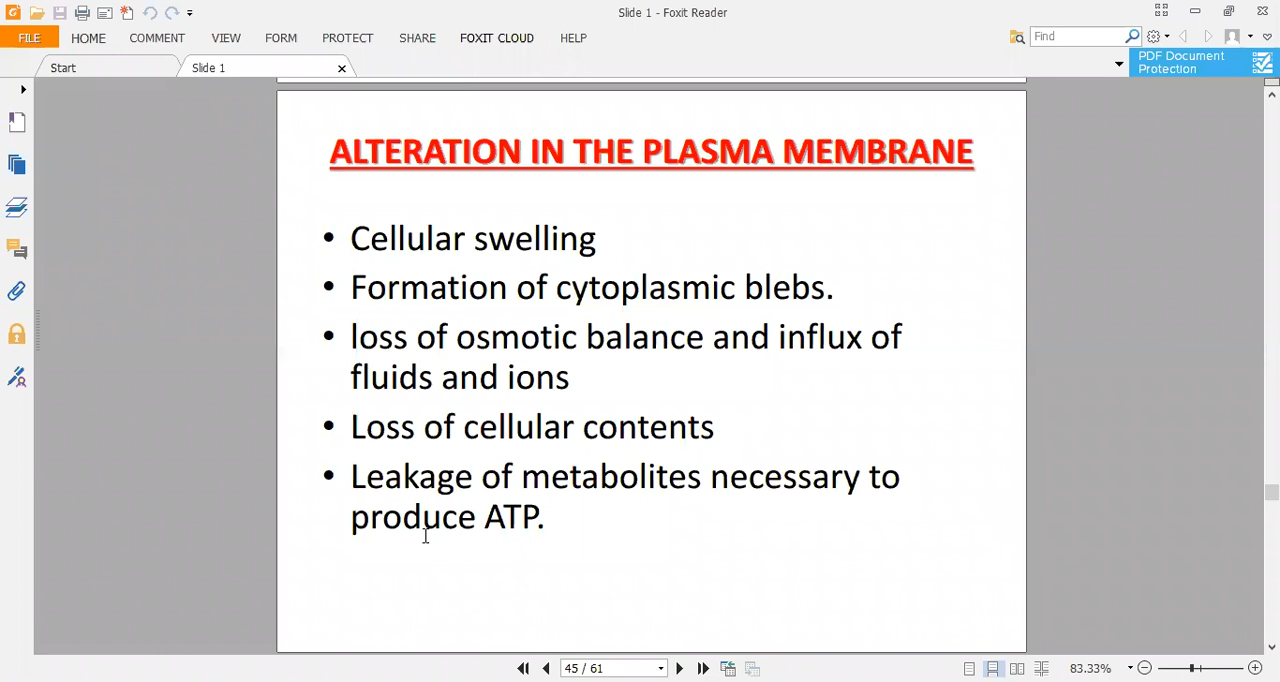 Slide 1 - Foxit Reader
FILE HOME COMMENT VIEW FORM PROTECT SHARE FOXIT CLOUD HELP
Find
Start
Slide 1
PDF Document
Protection
ALTERATION IN THE PLASMA MEMBRANE
• Cellular swelling
• Formation of cytoplasmic blebs.
• loss of osmotic balance and influx of
fluids and ions
• Loss of cellular contents
• Leakage of metabolites necessary to
produce ATP.
45 / 61
83.33%